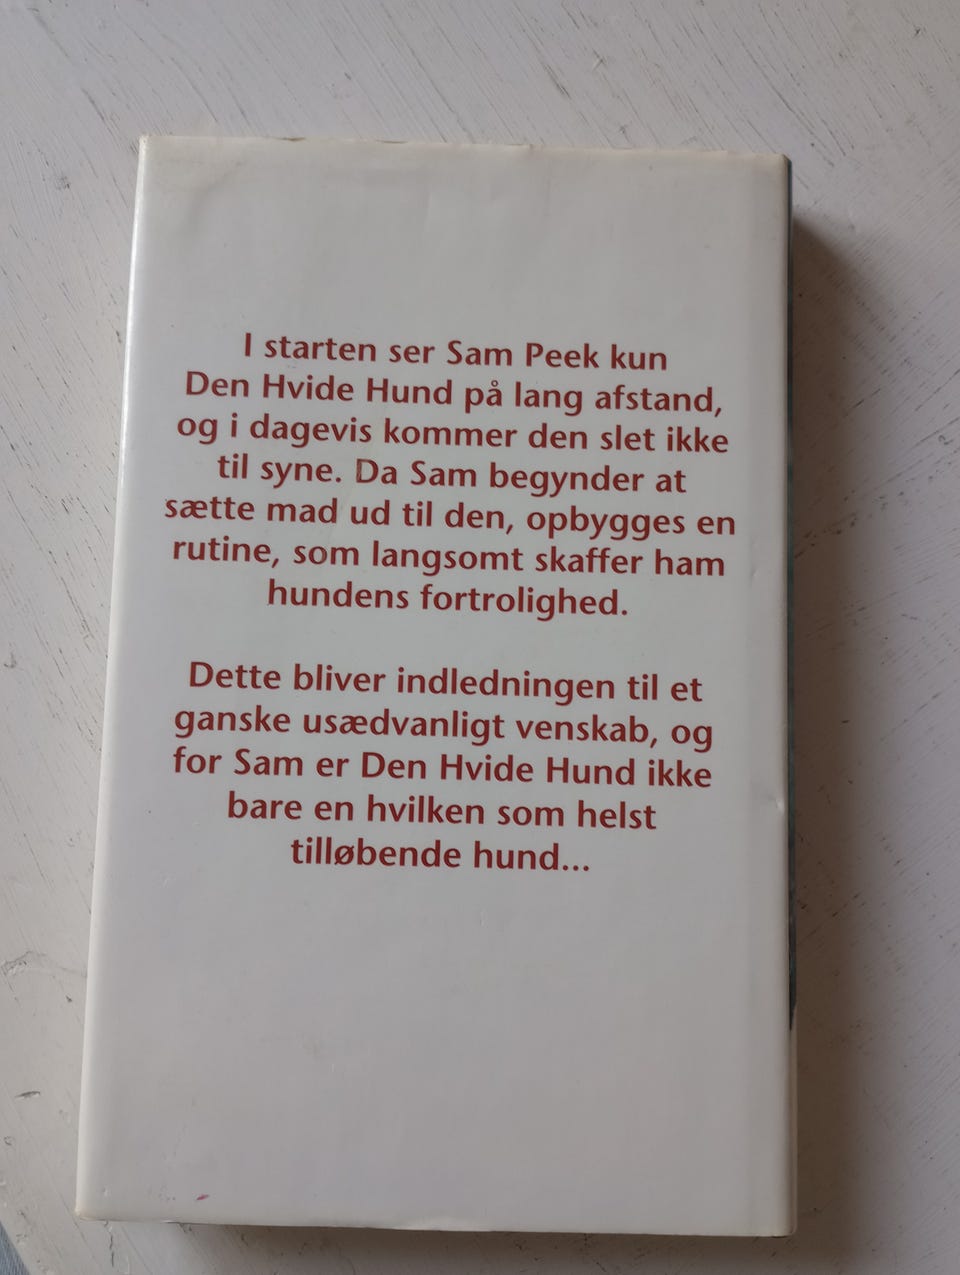 I starten ser Sam Peek kun
Den Hvide Hund på lang afstand,
og i dagevis kommer den slet ikke
til syne. Da Sam begynder at
sætte mad ud til den, opbygges en
rutine, som langsomt skaffer ham
hundens fortrolighed.
Dette bliver indledningen til et
ganske usædvanligt venskab, og
for Sam er Den Hvide Hund ikke
bare en hvilken som helst
tilløbende hund...